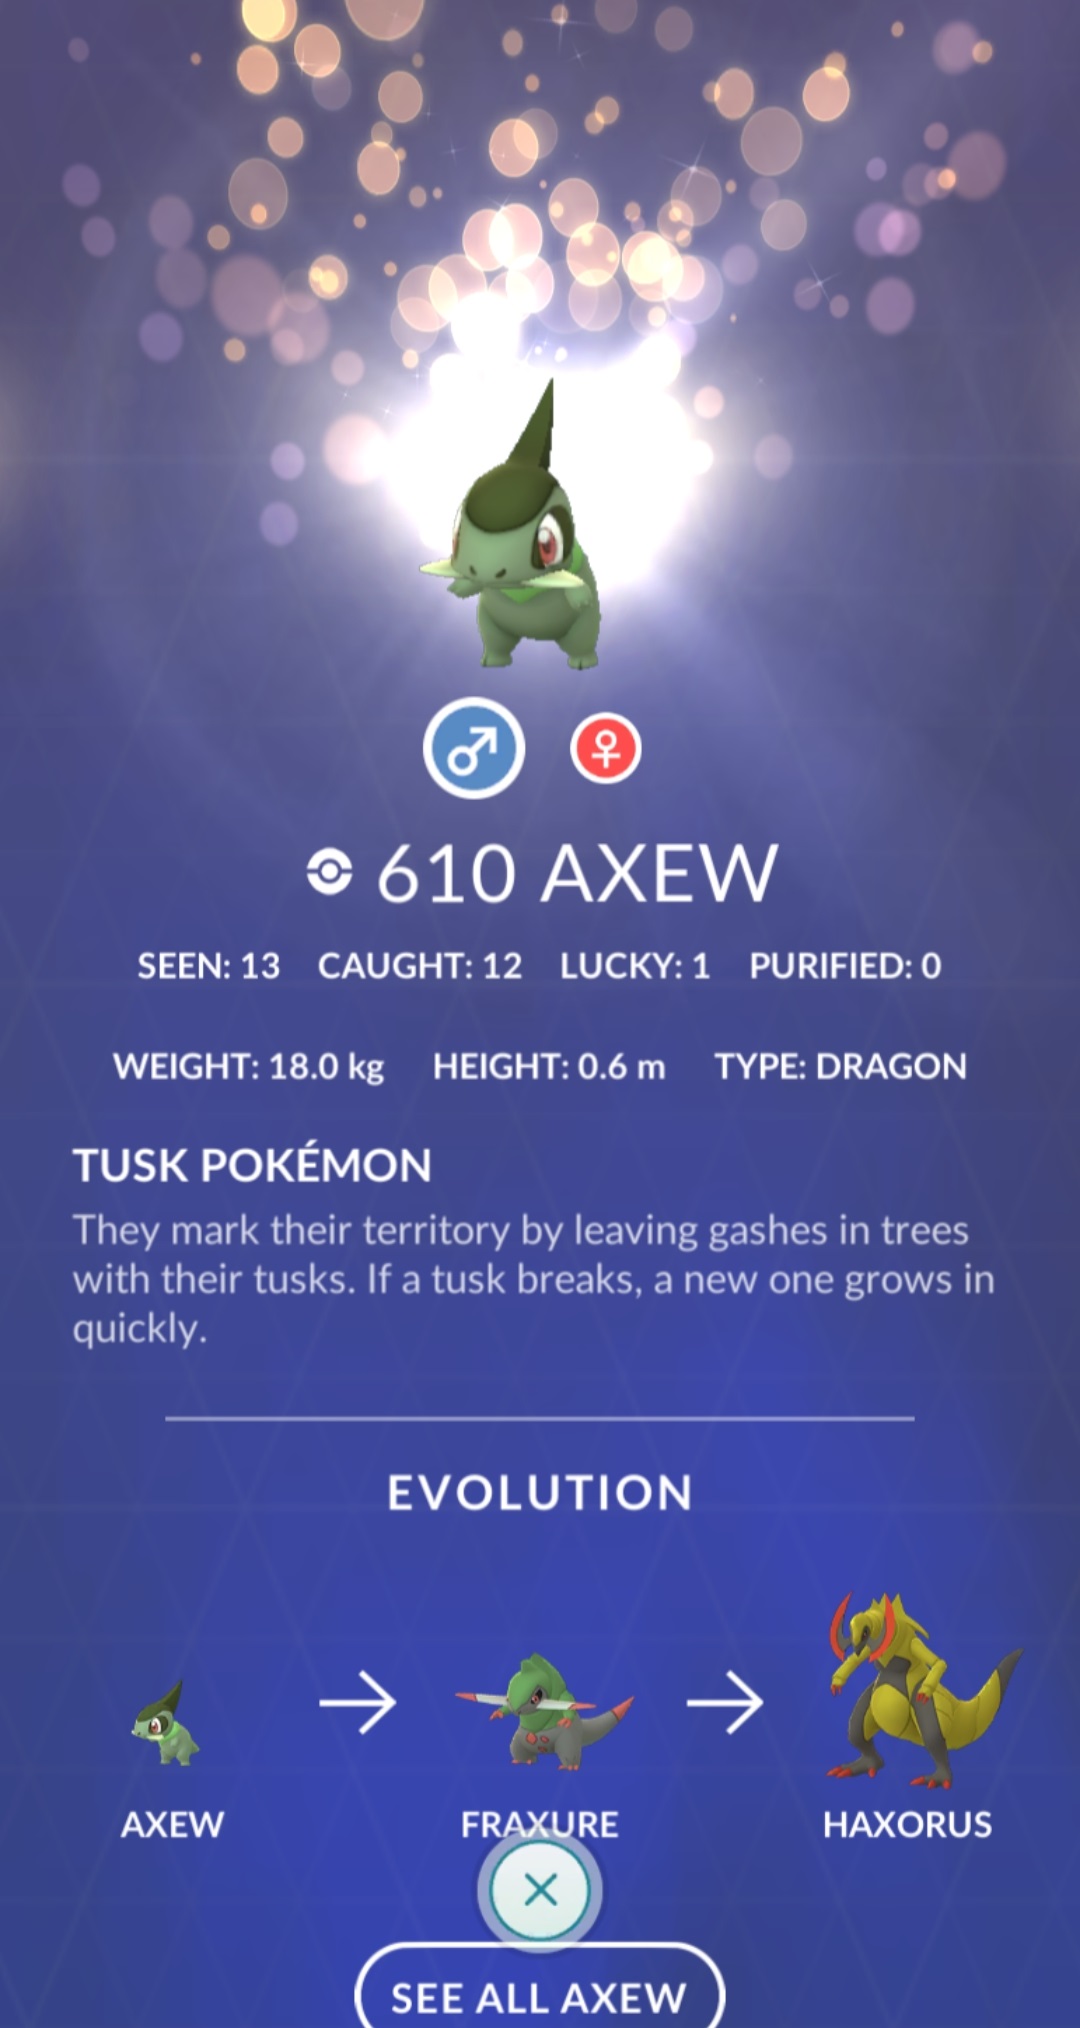 610 AXEW
SEEN: 13 CAUGHT: 12 LUCKY: 1 PURIFIED: 0
WEIGHT: 18.0 kg HEIGHT: 0.6 m TYPE: DRAGON
TUSK POKÉMON
They mark their territory by leaving gashes in trees
with their tusks. If a tusk breaks, a new one grows in
quickly.
EVOLUTION
AXEW FRAXURE HAXORUS
SEE ALL AXEW